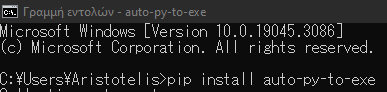 Γραμμή εντολών - auto-py-to-exe
Microsoft Windows [Version 10.0.19045.3086]
(c) Microsoft Corporation. All rights reserved.
C:¥Users¥Aristotelis>pip install auto-py-to-exe